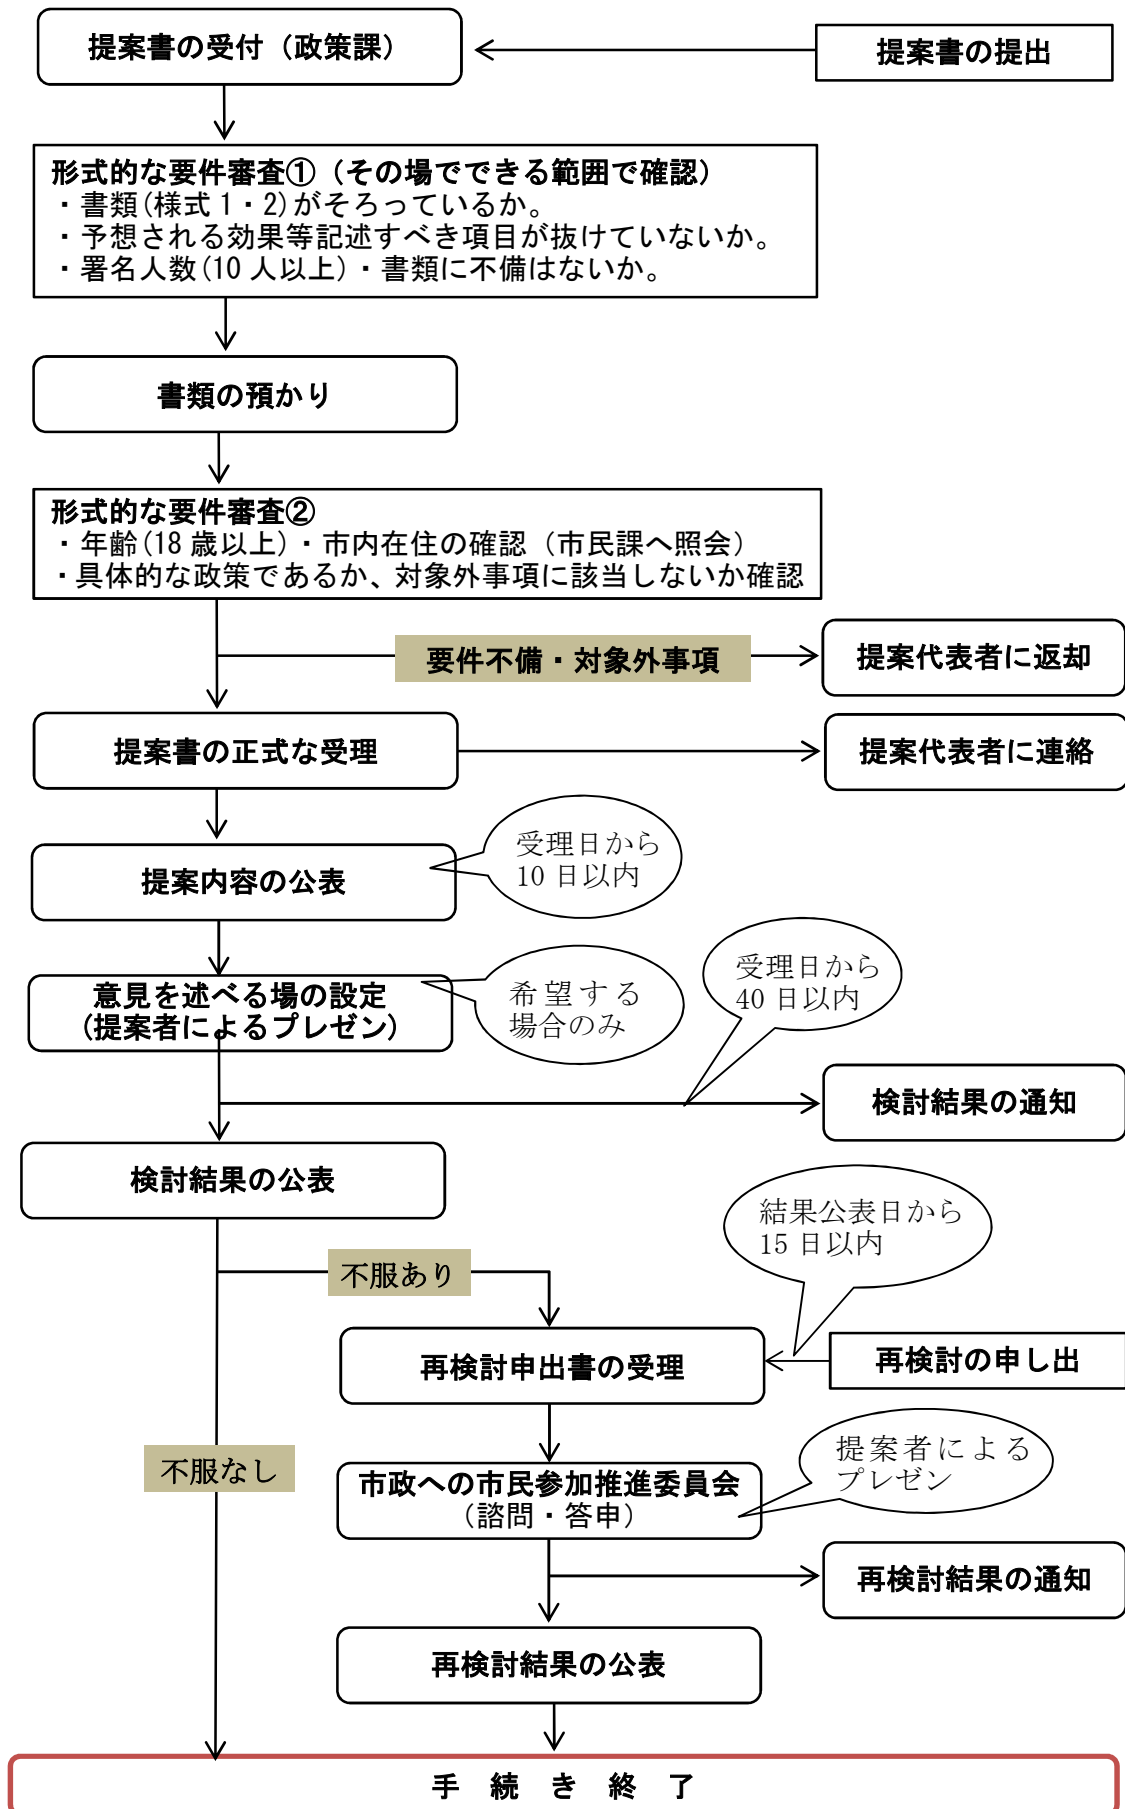 提案書の受付（政策課）
提案書の提出
形式的な要件審査①（その場でできる範囲で確認）
・書類(様式1・2)がそろっているか。
・予想される効果等記述すべき項目が抜けていないか。
・署名人数(10人以上)・書類に不備はないか。
書類の預かり
形式的な要件審査②
・年齢(18歳以上)・市内在住の確認（市民課へ照会）
・具体的な政策であるか、対象外事項に該当しないか確認
要件不備・対象外事項
提案代表者に返却
提案書の正式な受理
提案代表者に連絡
受理日から
10日以内
提案内容の公表
意見を述べる場の設定
(提案者によるプレゼン)
希望する
場合のみ
受理日から
40日以内
検討結果の通知
検討結果の公表
結果公表日から
15日以内
不服あり
再検討申出書の受理
再検討の申し出
不服なし
市政への市民参加推進委員会
（諮問・答申）
提案者による
プレゼン
再検討結果の通知
再検討結果の公表
手続き終了